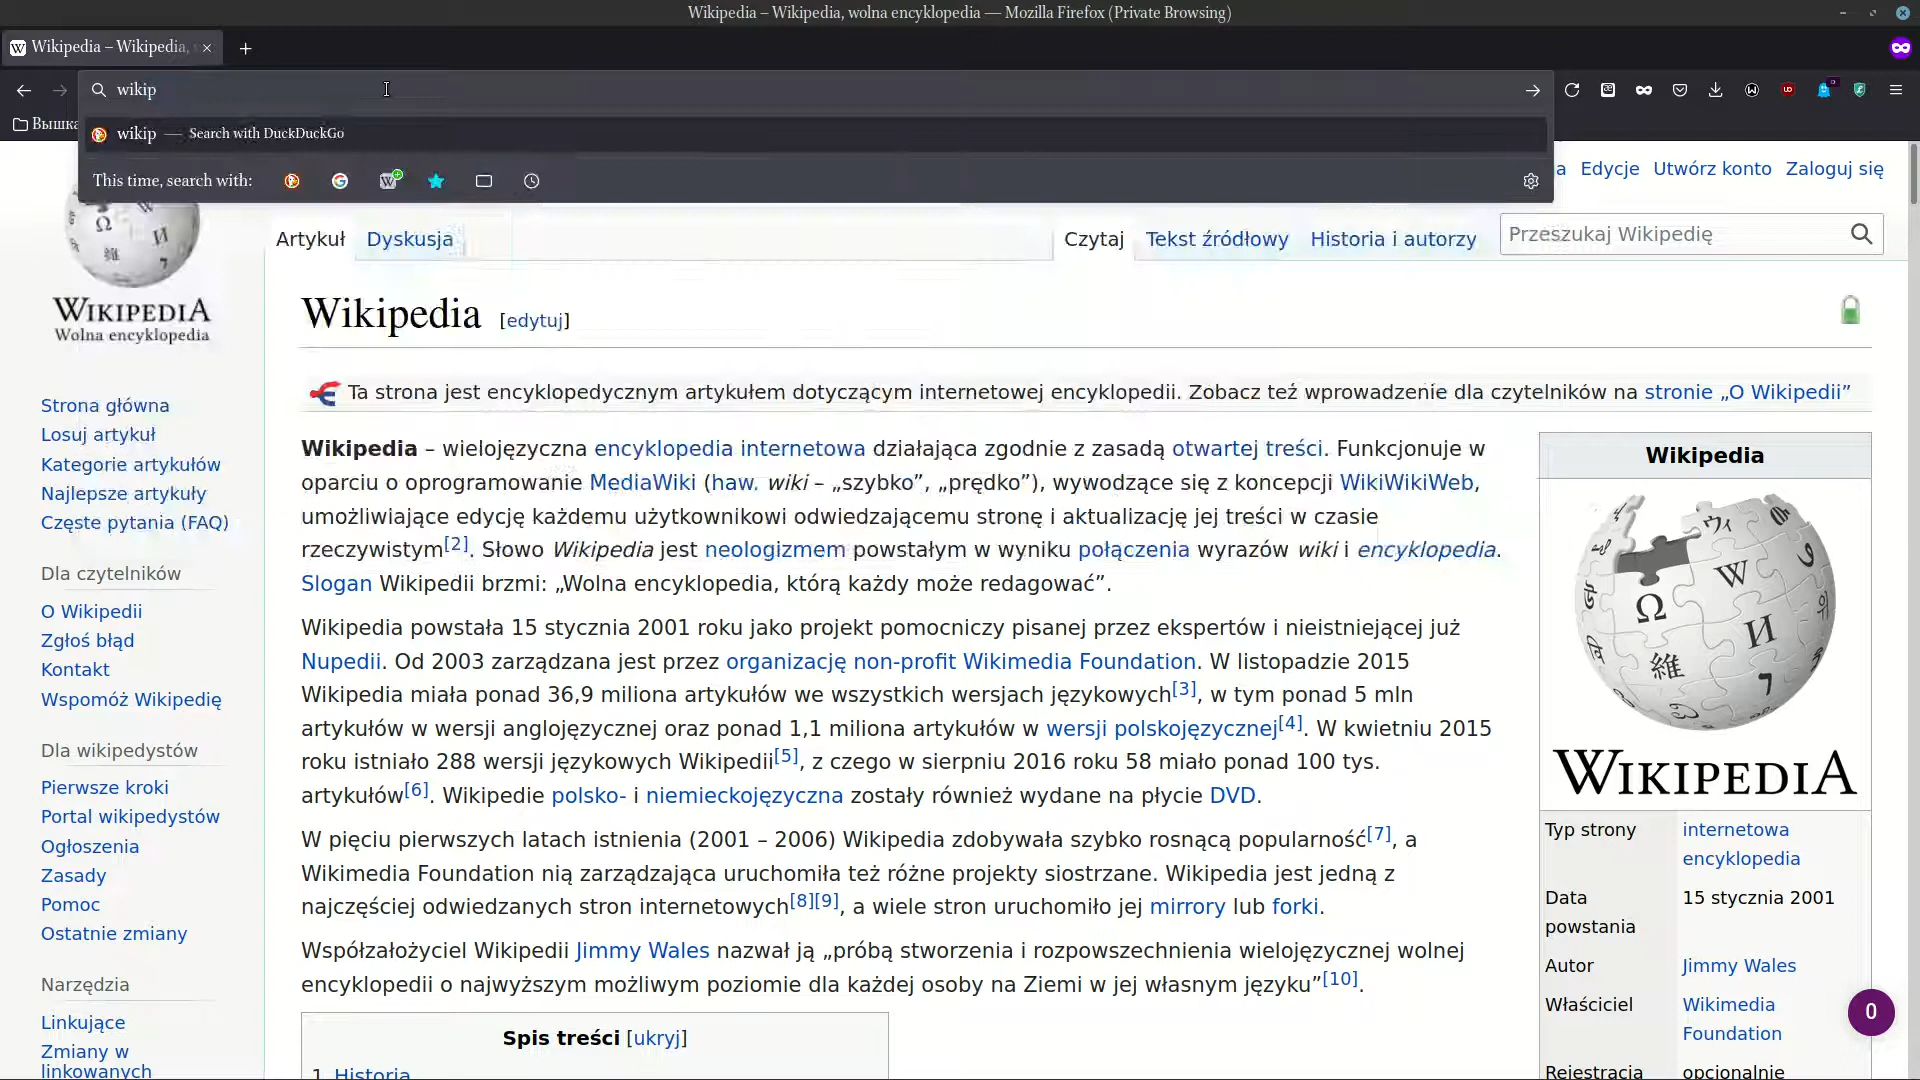 Wikipedia – Wikipedia, wolna encyklopedia — Mozilla Firefox (Private Browsing)
Wikipedia – Wikipedia,
wikip
Вышка
wikip — Search with DuckDuckGo
This time, search with:
Edycje Utwórz konto Zaloguj się
WIKIPEDIA
Wolna encyklopedia
Artykuł Dyskusja Czytaj Tekst źródłowy Historia i autorzy Przeszukaj Wikipedię
Strona główna
Losuj artykuł
Kategorie artykułów
Najlepsze artykuły
Częste pytania (FAQ)
Dla czytelników
O Wikipedii
Zgłoś błąd
Kontakt
Wspomóż Wikipedię
Dla wikipedystów
Pierwsze kroki
Portal wikipedystów
Ogłoszenia
Zasady
Pomoc
Ostatnie zmiany
Narzędzia
Linkujące
Zmiany w
linkowanych
Wikipedia [edytuj]
Ta strona jest encyklopedycznym artykułem dotyczącym internetowej encyklopedii. Zobacz też wprowadzenie dla czytelników na stronie „O Wikipedii”
Wikipedia – wielojęzyczna encyklopedia internetowa działająca zgodnie z zasadą otwartej treści. Funkcjonuje w
oparciu o oprogramowanie MediaWiki (haw. wiki – „szybko”, „prędko”), wywodzące się z koncepcji WikiWikiWeb,
umożliwiające edycję każdemu użytkownikowi odwiedzającemu stronę i aktualizację jej treści w czasie
rzeczywistym[2]. Słowo Wikipedia jest neologizmem powstałym w wyniku połączenia wyrazów wiki i encyklopedia.
Slogan Wikipedii brzmi: „Wolna encyklopedia, którą każdy może redagować”.
Wikipedia powstała 15 stycznia 2001 roku jako projekt pomocniczy pisanej przez ekspertów i nieistniejącej już
Nupedii. Od 2003 zarządzana jest przez organizację non-profit Wikimedia Foundation. W listopadzie 2015
Wikipedia miała ponad 36,9 miliona artykułów we wszystkich wersjach językowych[3], w tym ponad 5 mln
artykułów w wersji anglojęzycznej oraz ponad 1,1 miliona artykułów w wersji polskojęzycznej[4]. W kwietniu 2015
roku istniało 288 wersji językowych Wikipedii[5], z czego w sierpniu 2016 roku 58 miało ponad 100 tys.
artykułów[6]. Wikipedie polsko- i niemieckojęzyczna zostały również wydane na płycie DVD.
W pięciu pierwszych latach istnienia (2001 – 2006) Wikipedia zdobywała szybko rosnącą popularność[7], a
Wikimedia Foundation nią zarządzająca uruchomiła też różne projekty siostrzane. Wikipedia jest jedną z
najczęściej odwiedzanych stron internetowych[8][9], a wiele stron uruchomiło jej mirrory lub forki.
Współzałożyciel Wikipedii Jimmy Wales nazwał ją „próbą stworzenia i rozpowszechnienia wielojęzycznej wolnej
encyklopedii o najwyższym możliwym poziomie dla każdej osoby na Ziemi w jej własnym języku”[10].
Spis treści [ukryj]
1 Historia
Wikipedia
WIKIPEDIA
Typ strony internetowa
encyklopedia
Data 15 stycznia 2001
powstania
Autor Jimmy Wales
Właściciel Wikimedia
Foundation
Rejestracja opcjonalnie
0